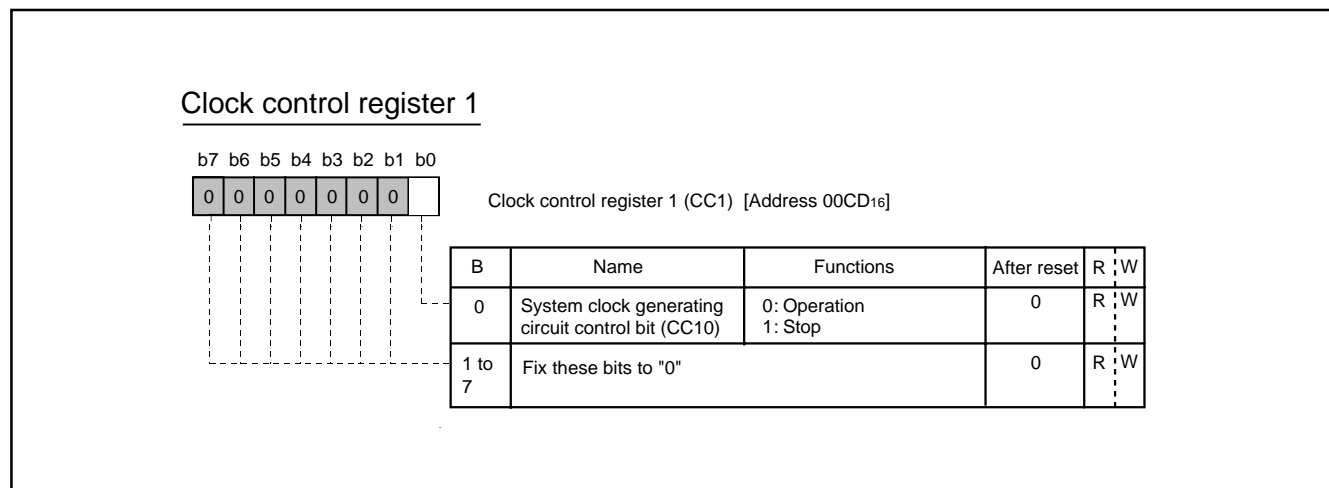 Clock control register 1
b7 b6 b5 b4 b3 b2 b1 b0
0 0 0 0 0 0 0
Clock control register 1 (CC1) [Address 00CD16]
B Name Functions After reset R W
0 System clock generating circuit control bit (CC10) 0: Operation 1: Stop 0 R W
1 to 7 Fix these bits to "0" 0 R W